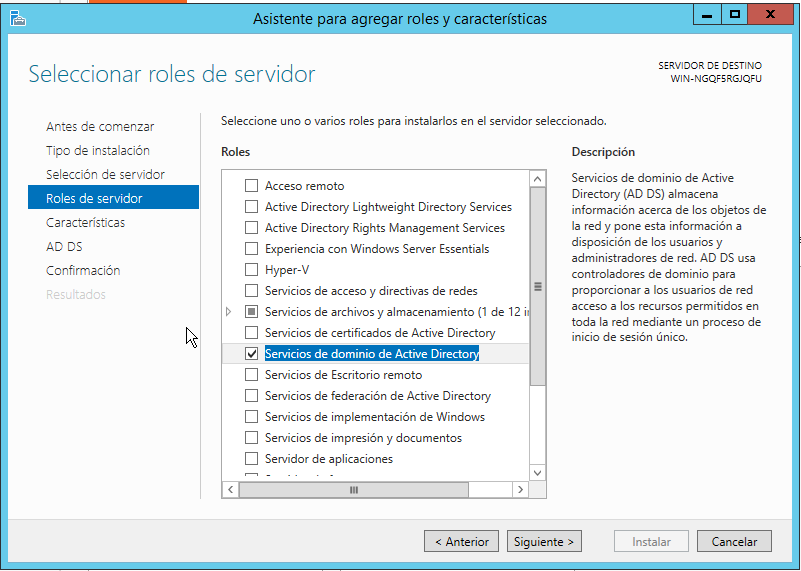 Asistente para agregar roles y características
Seleccionar roles de servidor
SERVIDOR DE DESTINO
WIN-NGQF5RGJQFU
Antes de comenzar
Tipo de instalación
Selección de servidor
Roles de servidor
Características
AD DS
Confirmación
Resultados
Seleccione uno o varios roles para instalarlos en el servidor seleccionado.
Roles
Acceso remoto
Active Directory Lightweight Directory Services
Active Directory Rights Management Services
Experiencia con Windows Server Essentials
Hyper-V
Servicios de acceso y directivas de redes
Servicios de archivos y almacenamiento (1 de 12 in
Servicios de certificados de Active Directory
Servicios de dominio de Active Directory
Servicios de Escritorio remoto
Servicios de federación de Active Directory
Servicios de implementación de Windows
Servicios de impresión y documentos
Servidor de aplicaciones
Descripción
Servicios de dominio de Active
Directory (AD DS) almacena
información acerca de los objetos de
la red y pone esta información a
disposición de los usuarios y
administradores de red. AD DS usa
controladores de dominio para
proporcionar a los usuarios de red
acceso a los recursos permitidos en
toda la red mediante un proceso de
inicio de sesión único.
< Anterior
Siguiente >
Instalar
Cancelar